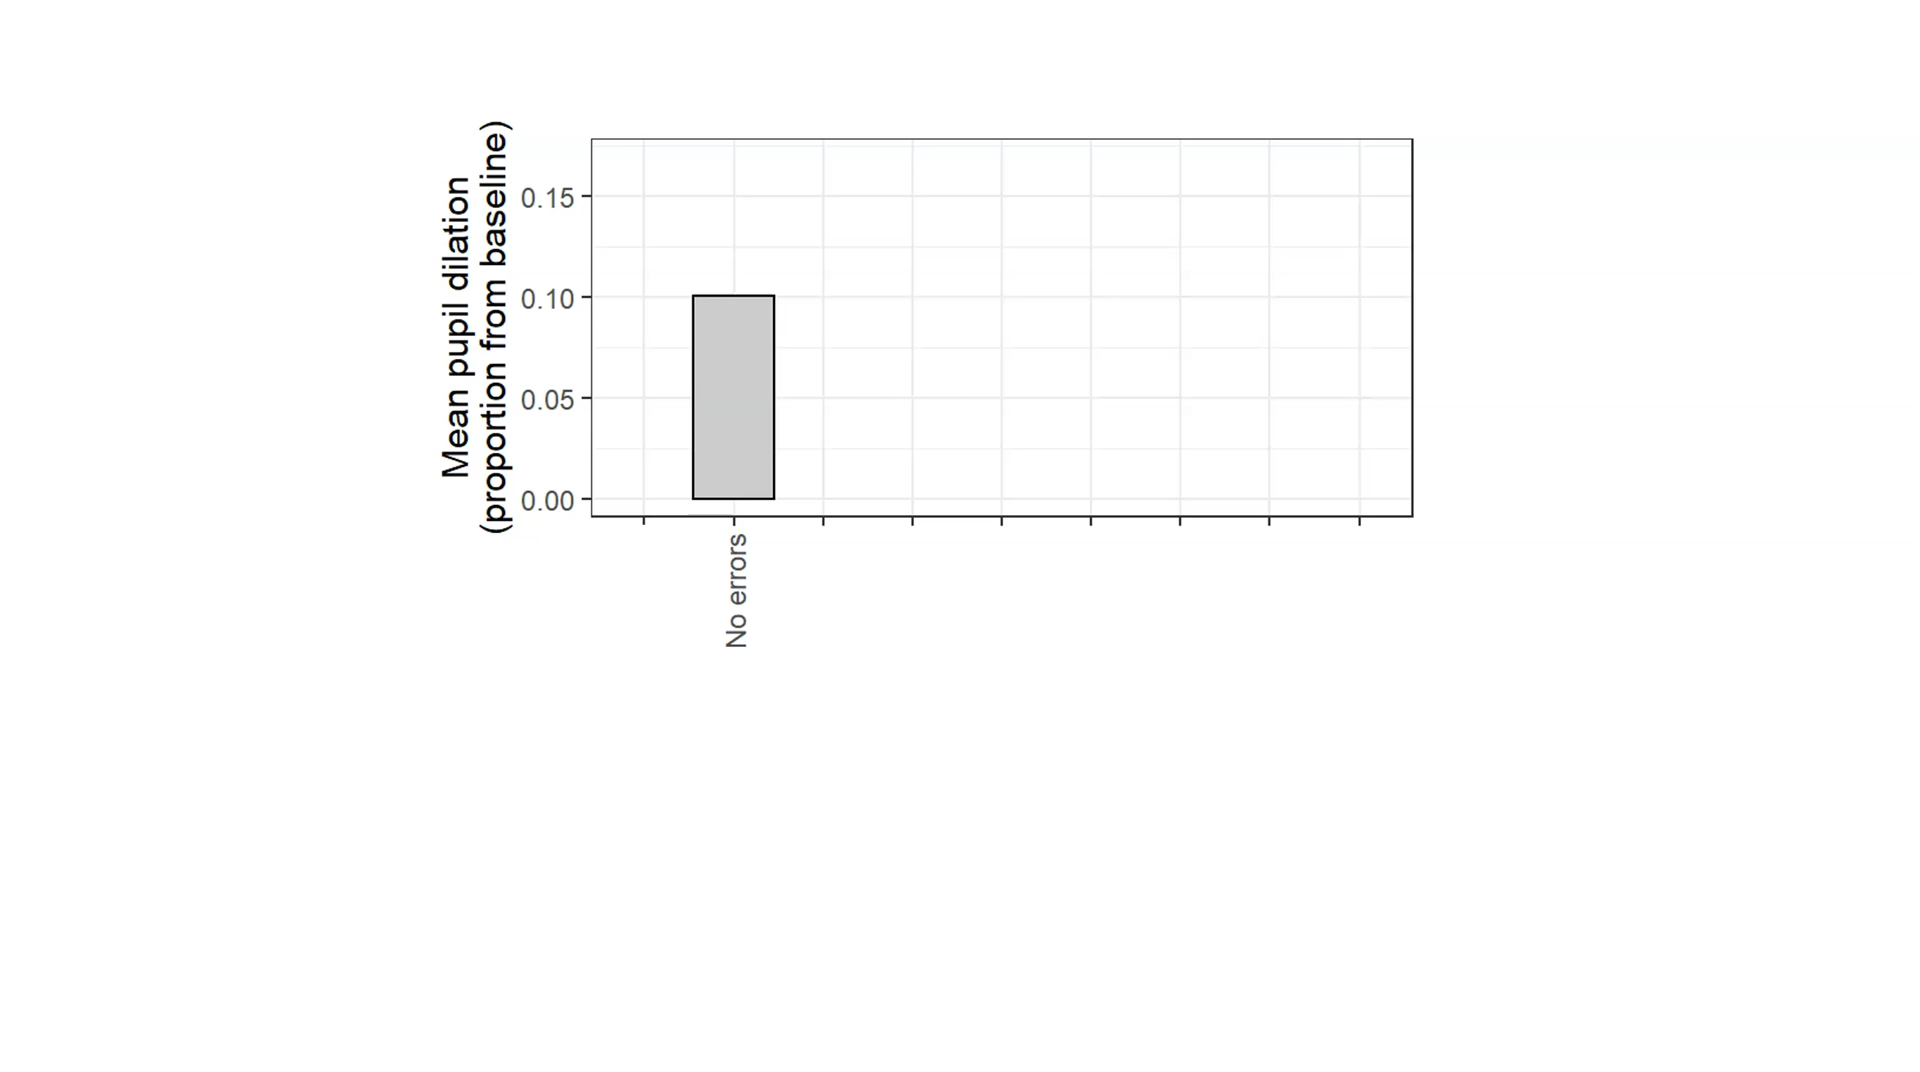 Mean pupil dilation
(proportion from baseline)
0.15
0.10
0.05
0.00
No errors